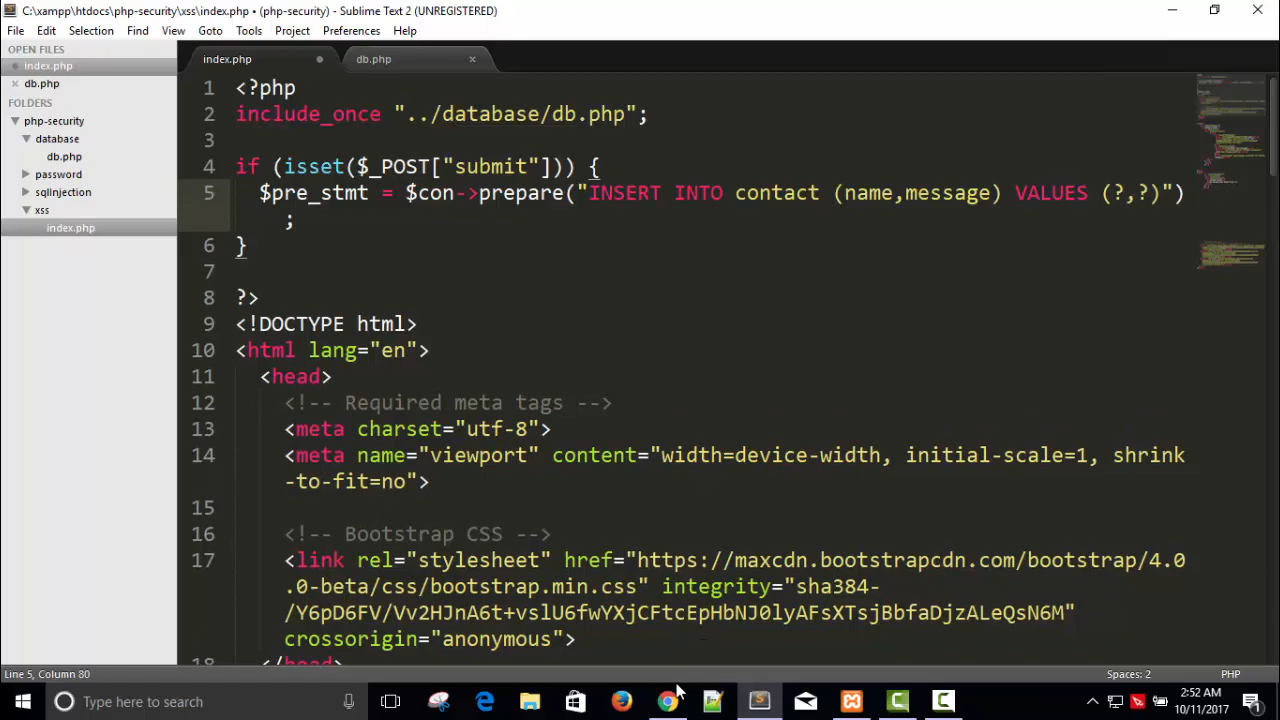 C:\xampp\htdocs\php-security\xss\index.php • (php-security) - Sublime Text 2 (UNREGISTERED)
File Edit Selection Find View Goto Tools Project Preferences Help
OPEN FILES
index.php
db.php
FOLDERS
php-security
database
db.php
password
sqlinjection
xss
index.php
index.php
db.php
1 <?php
2 include_once "../database/db.php";
3
4 if (isset($_POST["submit"])) {
5 $pre_stmt = $con->prepare("INSERT INTO contact (name,message) VALUES (?,?)")
;
6 }
7
8 ?>
9 <!DOCTYPE html>
10 <html lang="en">
11 <head>
12 <!-- Required meta tags -->
13 <meta charset="utf-8">
14 <meta name="viewport" content="width=device-width, initial-scale=1, shrink
-to-fit=no">
15
16 <!-- Bootstrap CSS -->
17 <link rel="stylesheet" href="https://maxcdn.bootstrapcdn.com/bootstrap/4.0
.0-beta/css/bootstrap.min.css" integrity="sha384-
/Y6pD6FV/Vv2HJnA6t+vslU6fwYXjCFtcEpHbNJ0lyAFsXTsjBbfaDjzALeQsN6M"
crossorigin="anonymous">
18 </head>
Line 5, Column 80
Spaces: 2
PHP
Type here to search
2:52 AM
10/11/2017